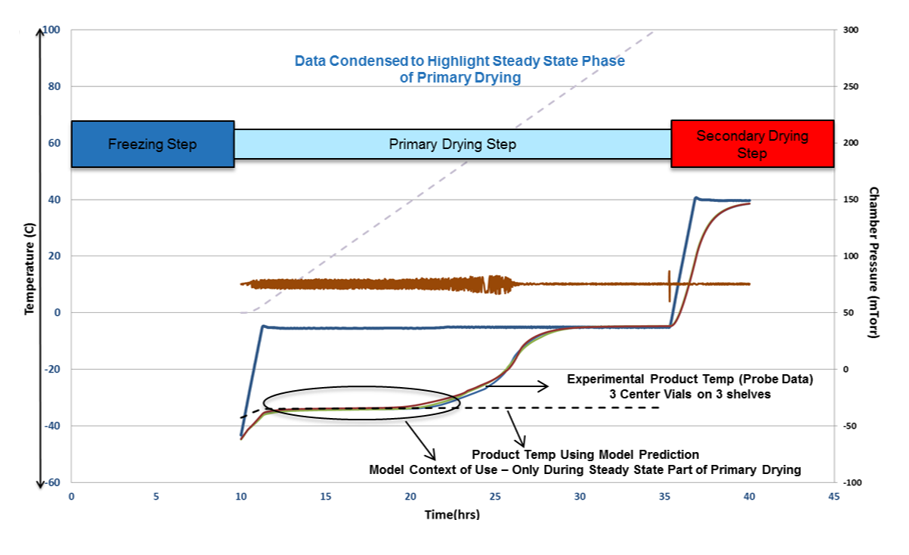 Data Condensed to Highlight Steady State Phase
of Primary Drying
100
80
60
40
20
0
-20
-40
-60
Temperature (C)
300
250
200
150
100
50
0
-50
-100
Chamber Pressure (mTorr)
Freezing Step
Primary Drying Step
Secondary Drying
Step
Experimental Product Temp (Probe Data)
3 Center Vials on 3 shelves
Product Temp Using Model Prediction
Model Context of Use – Only During Steady State Part of Primary Drying
0
5
10
15
20
25
30
35
40
45
Time(hrs)